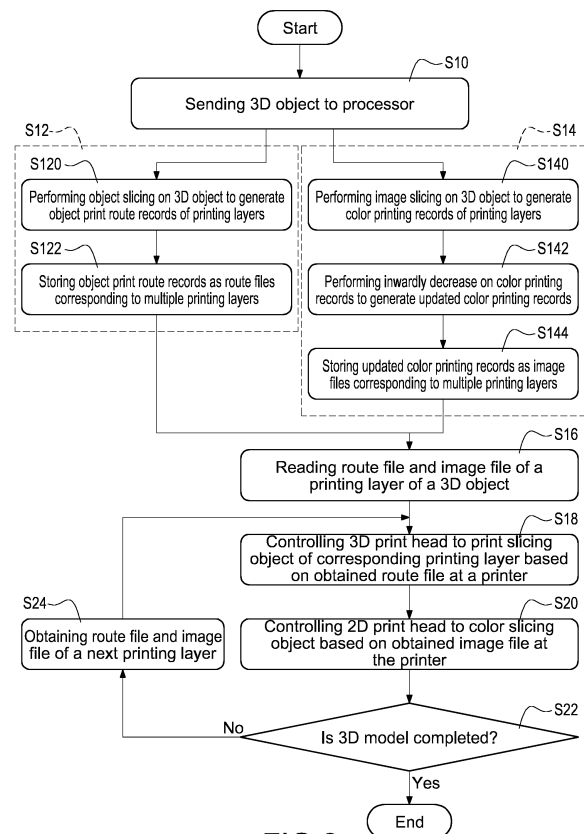 Start
S10
Sending 3D object to processor
S12
S14
S120
Performing object slicing on 3D object to generate
object print route records of printing layers
S140
Performing image slicing on 3D object to generate
color printing records of printing layers
S122
Storing object print route records as route files
corresponding to multiple printing layers
S142
Performing inwardly decrease on color printing
records to generate updated color printing records
S144
Storing updated color printing records as image
files corresponding to multiple printing layers
S16
Reading route file and image file of a
printing layer of a 3D object
S18
Controlling 3D print head to print slicing
object of corresponding printing layer based
on obtained route file at a printer
S24
Obtaining route file and image
file of a next printing layer
S20
Controlling 2D print head to color slicing
object based on obtained image file at
the printer
S22
Is 3D model completed?
No
Yes
End